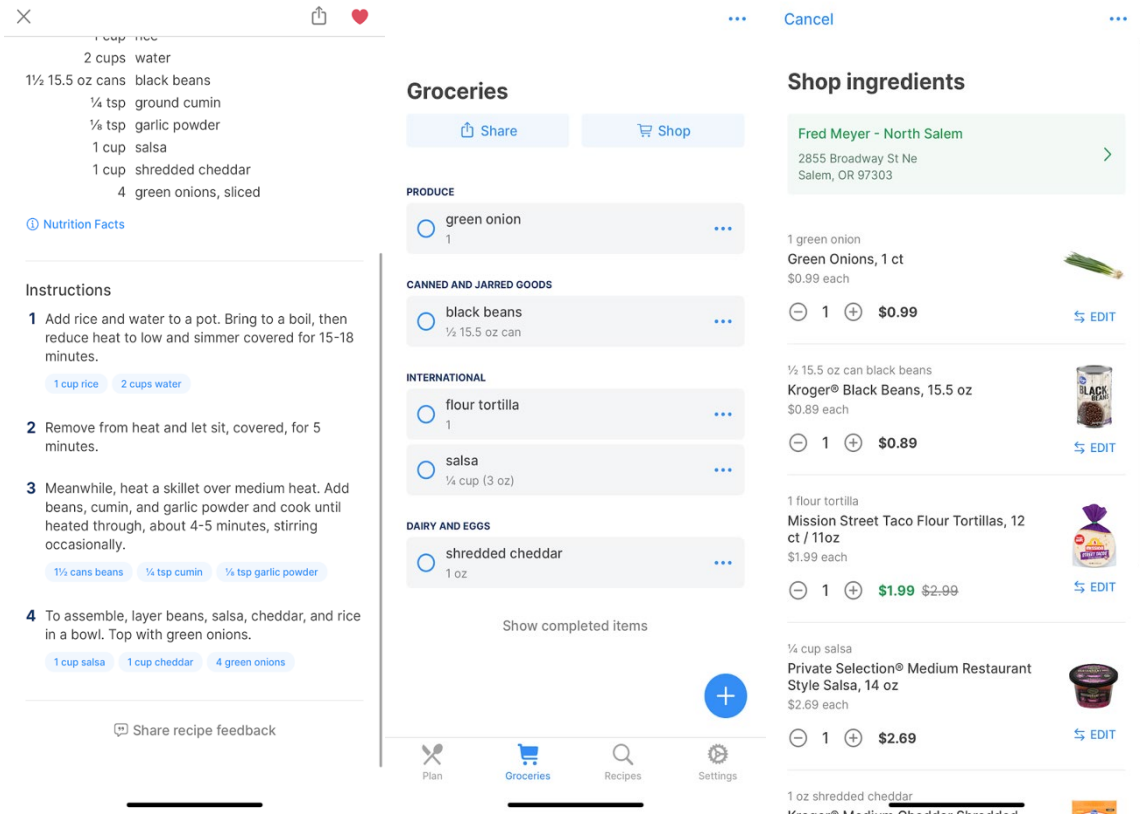 1 cup rice
2 cups water
1½ 15.5 oz cans black beans
¼ tsp ground cumin
⅛ tsp garlic powder
1 cup salsa
1 cup shredded cheddar
4 green onions, sliced
Nutrition Facts
Instructions
1 Add rice and water to a pot. Bring to a boil, then
reduce heat to low and simmer covered for 15-18
minutes.
1 cup rice 2 cups water
2 Remove from heat and let sit, covered, for 5
minutes.
3 Meanwhile, heat a skillet over medium heat. Add
beans, cumin, and garlic powder and cook until
heated through, about 4-5 minutes, stirring
occasionally.
1½ cans beans ¼ tsp cumin ⅛ tsp garlic powder
4 To assemble, layer beans, salsa, cheddar, and rice
in a bowl. Top with green onions.
1 cup salsa 1 cup cheddar 4 green onions
Share recipe feedback
Groceries
Share Shop
PRODUCE
green onion
1
CANNED AND JARRED GOODS
black beans
½ 15.5 oz can
INTERNATIONAL
flour tortilla
1
salsa
¼ cup (3 oz)
DAIRY AND EGGS
shredded cheddar
1 oz
Show completed items
Plan Groceries Recipes Settings
Cancel
Shop ingredients
Fred Meyer - North Salem
2855 Broadway St Ne
Salem, OR 97303
1 green onion
Green Onions, 1 ct
$0.99 each
1 $0.99
EDIT
½ 15.5 oz can black beans
Kroger® Black Beans, 15.5 oz
$0.89 each
BLACK
BEANS
1 $0.89
EDIT
1 flour tortilla
Mission Street Taco Flour Tortillas, 12
ct / 11oz
$1.99 each
1 $1.99 $2.99
EDIT
¼ cup salsa
Private Selection® Medium Restaurant
Style Salsa, 14 oz
$2.69 each
1 $2.69
EDIT
1 oz shredded cheddar
Kroger® Medium Cheddar Shredded